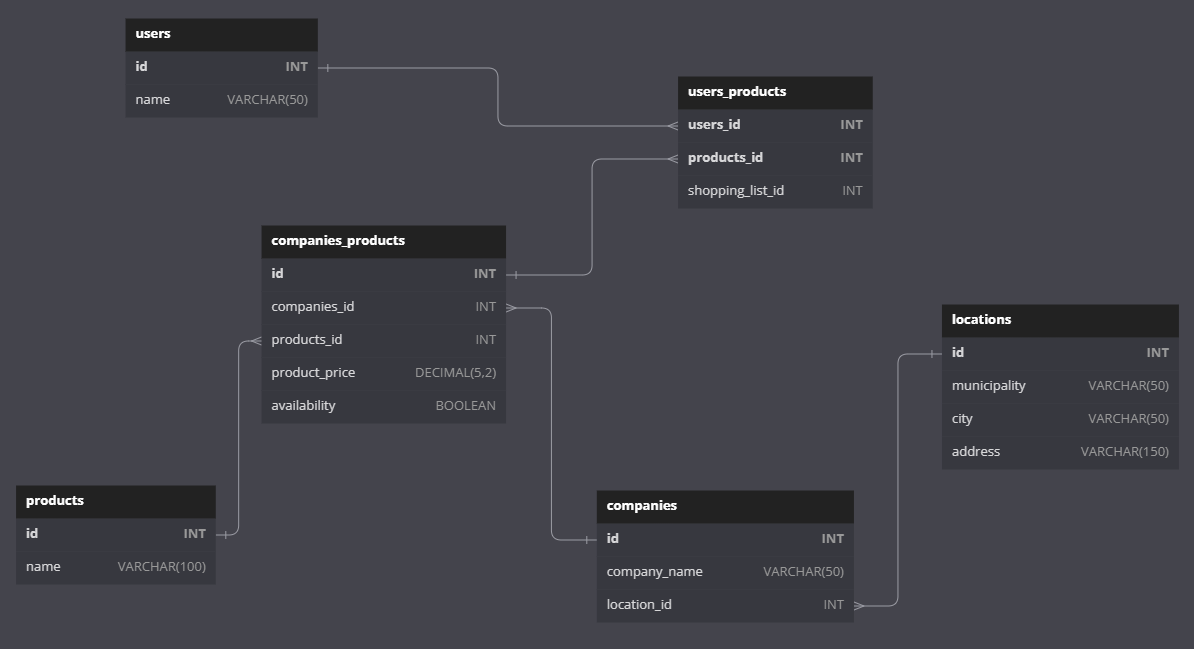 users
id INT
name VARCHAR(50)
users_products
users_id INT
products_id INT
shopping_list_id INT
companies_products
id INT
companies_id INT
products_id INT
product_price DECIMAL(5,2)
availability BOOLEAN
locations
id INT
municipality VARCHAR(50)
city VARCHAR(50)
address VARCHAR(150)
products
id INT
name VARCHAR(100)
companies
id INT
company_name VARCHAR(50)
location_id INT